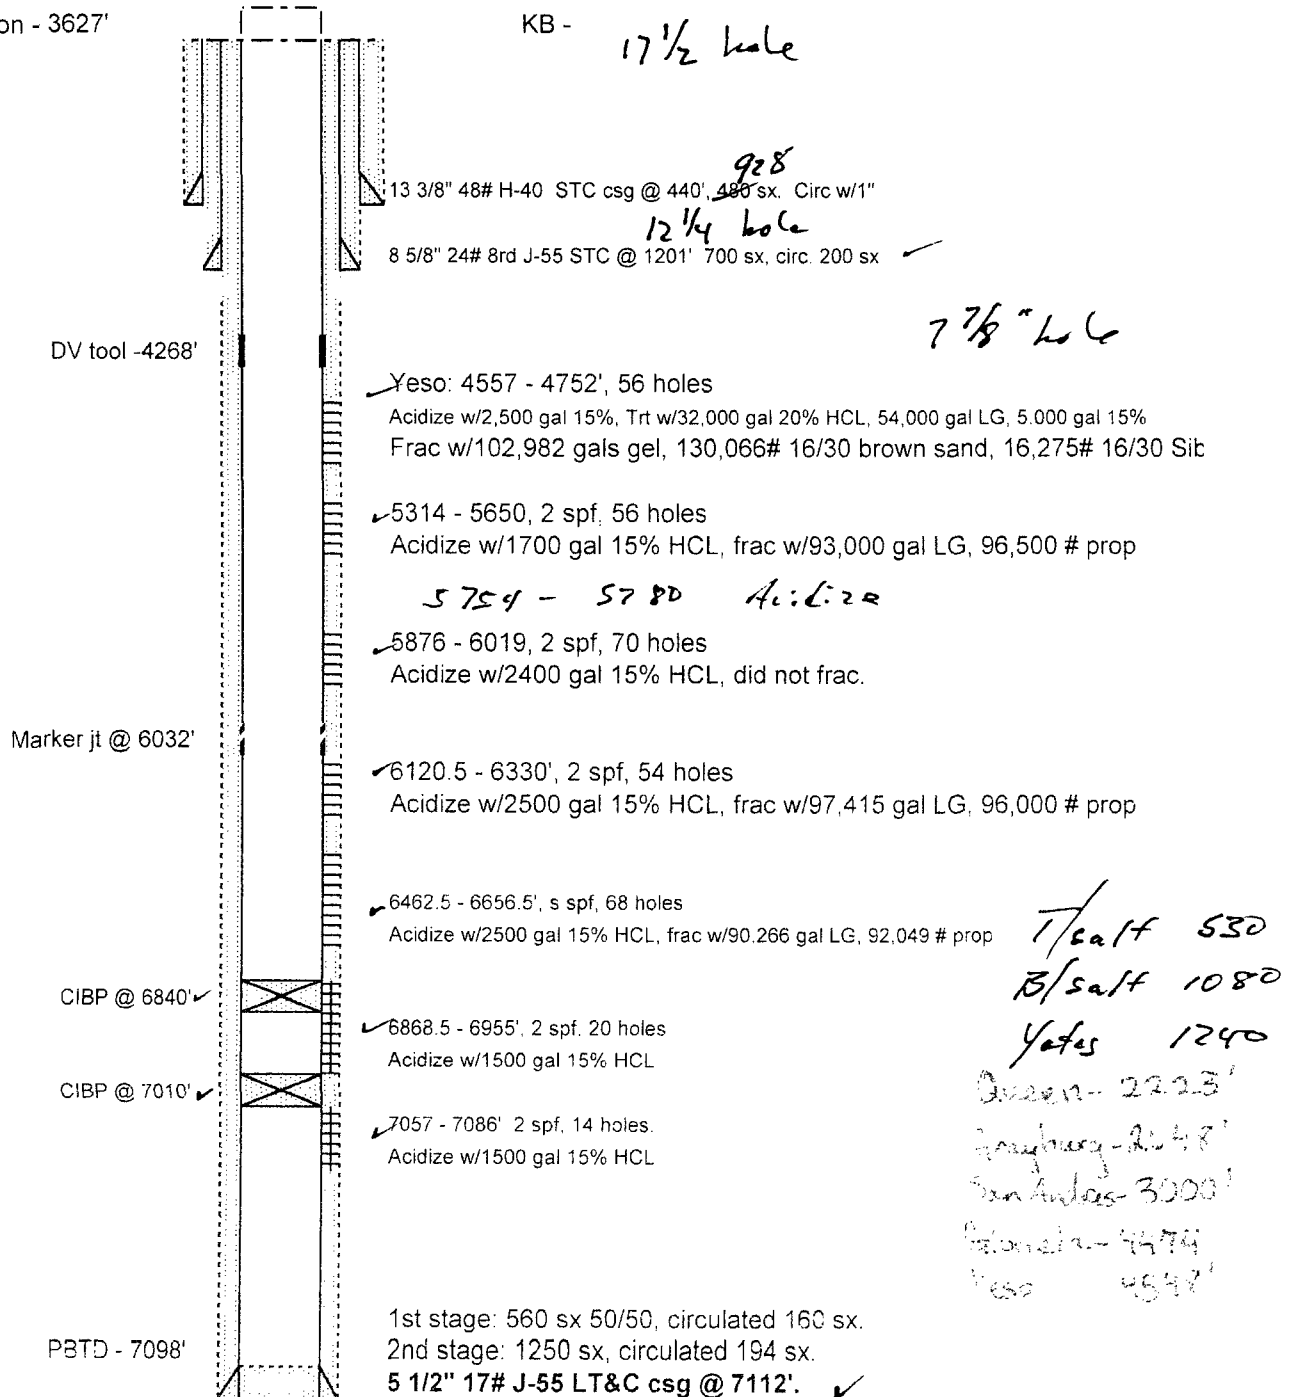 on - 3627'
KB -
17 1/2 hole
928
13 3/8" 48# H-40 STC csg @ 440', 480 sx. Circ w/1"
12 1/4 hole
8 5/8" 24# 8rd J-55 STC @ 1201' 700 sx, circ. 200 sx
7 7/8" hole
DV tool -4268'
Yeso: 4557 - 4752', 56 holes
Acidize w/2,500 gal 15%, Trt w/32,000 gal 20% HCL, 54,000 gal LG, 5.000 gal 15%
Frac w/102,982 gals gel, 130,066# 16/30 brown sand, 16,275# 16/30 Sib
5314 - 5650, 2 spf, 56 holes
Acidize w/1700 gal 15% HCL, frac w/93,000 gal LG, 96,500 # prop
5754 - 5780 Acidize
5876 - 6019, 2 spf, 70 holes
Acidize w/2400 gal 15% HCL, did not frac.
Marker jt @ 6032'
6120.5 - 6330', 2 spf, 54 holes
Acidize w/2500 gal 15% HCL, frac w/97,415 gal LG, 96,000 # prop
6462.5 - 6656.5', s spf, 68 holes
Acidize w/2500 gal 15% HCL, frac w/90.266 gal LG, 92,049 # prop
T/salt 530
B/salt 1080
Yates 1240
Queen - 2223'
Grayburg -
San Andres - 3000'
4474
Yeso 4548'
CIBP @ 6840'
6868.5 - 6955', 2 spf. 20 holes
Acidize w/1500 gal 15% HCL
CIBP @ 7010'
7057 - 7086' 2 spf, 14 holes.
Acidize w/1500 gal 15% HCL
1st stage: 560 sx 50/50, circulated 160 sx.
2nd stage: 1250 sx, circulated 194 sx.
5 1/2" 17# J-55 LT&C csg @ 7112'.
PBTD - 7098'